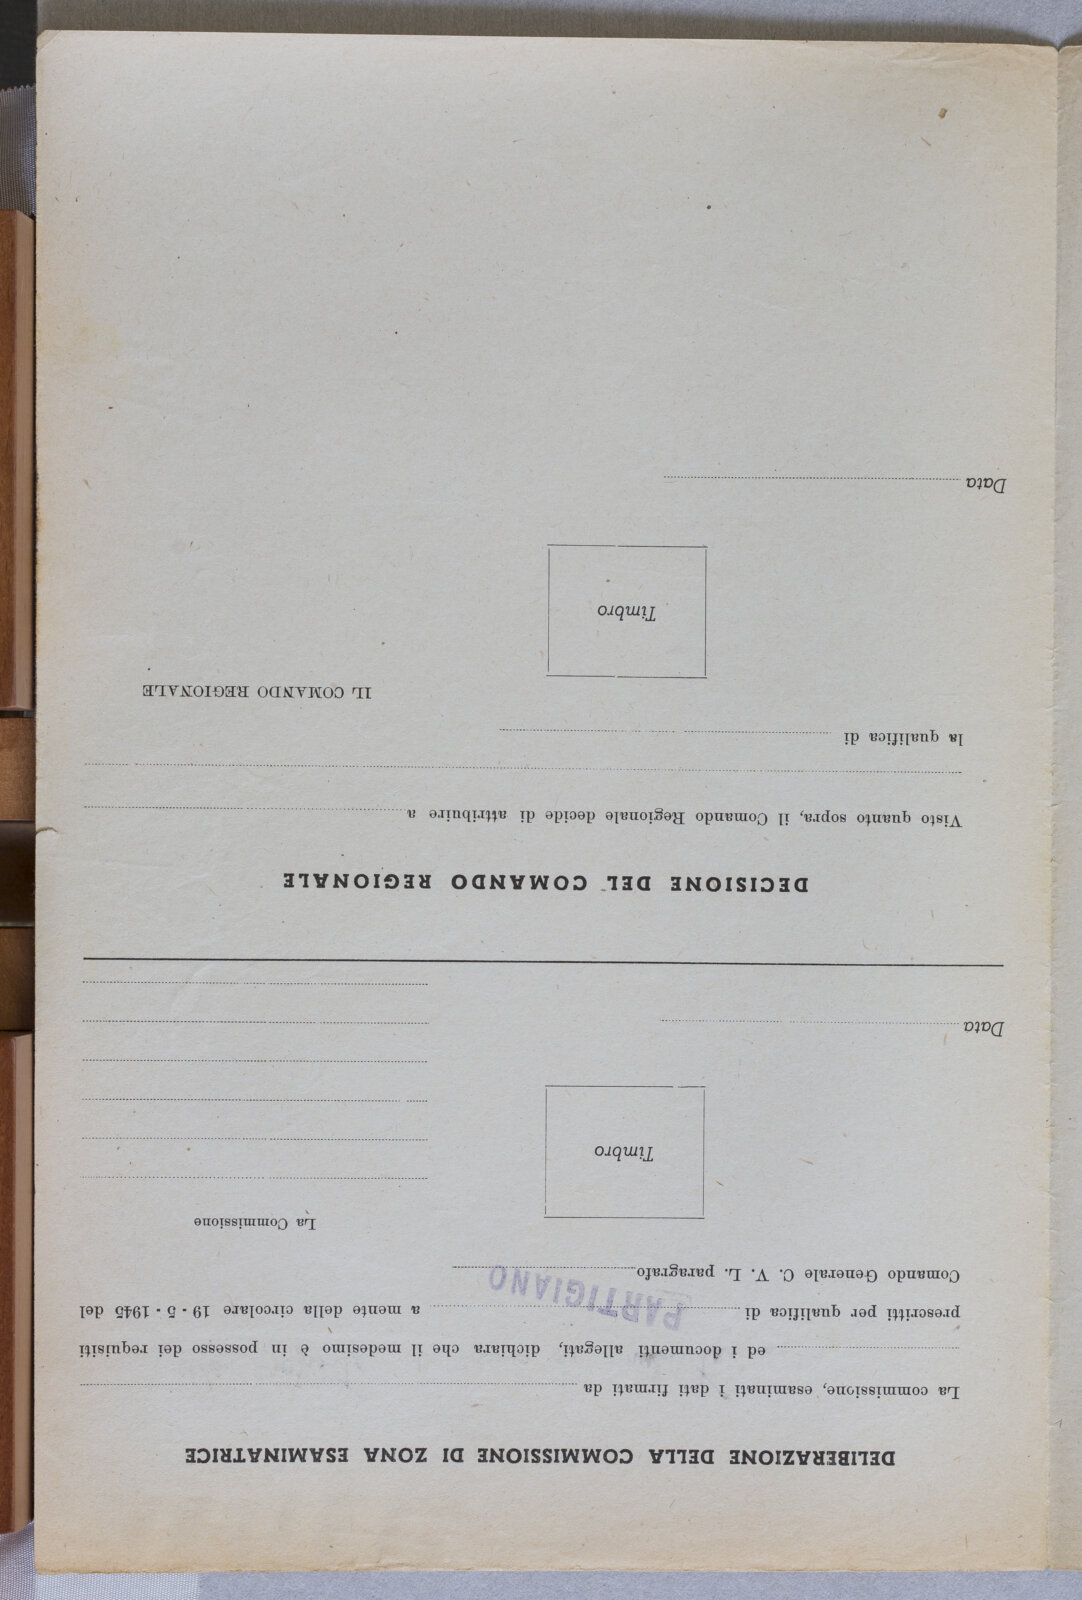 DELIBERAZIONE DELLA COMMISSIONE DI ZONA ESAMINATRICE
La commissione, esaminati i dati firmati da
ed i documenti allegati, dichiara che il medesimo è in possesso dei requisiti
prescritti per qualifica di PARTIGIANO a mente della circolare 19 - 5 - 1945 del
Comando Generale C. V. L. paragrafo
La Commissione
Timbro
Data
DECISIONE DEL COMANDO REGIONALE
Visto quanto sopra, il Comando Regionale decide di attribuire a
la qualifica di
IL COMANDO REGIONALE
Timbro
Data